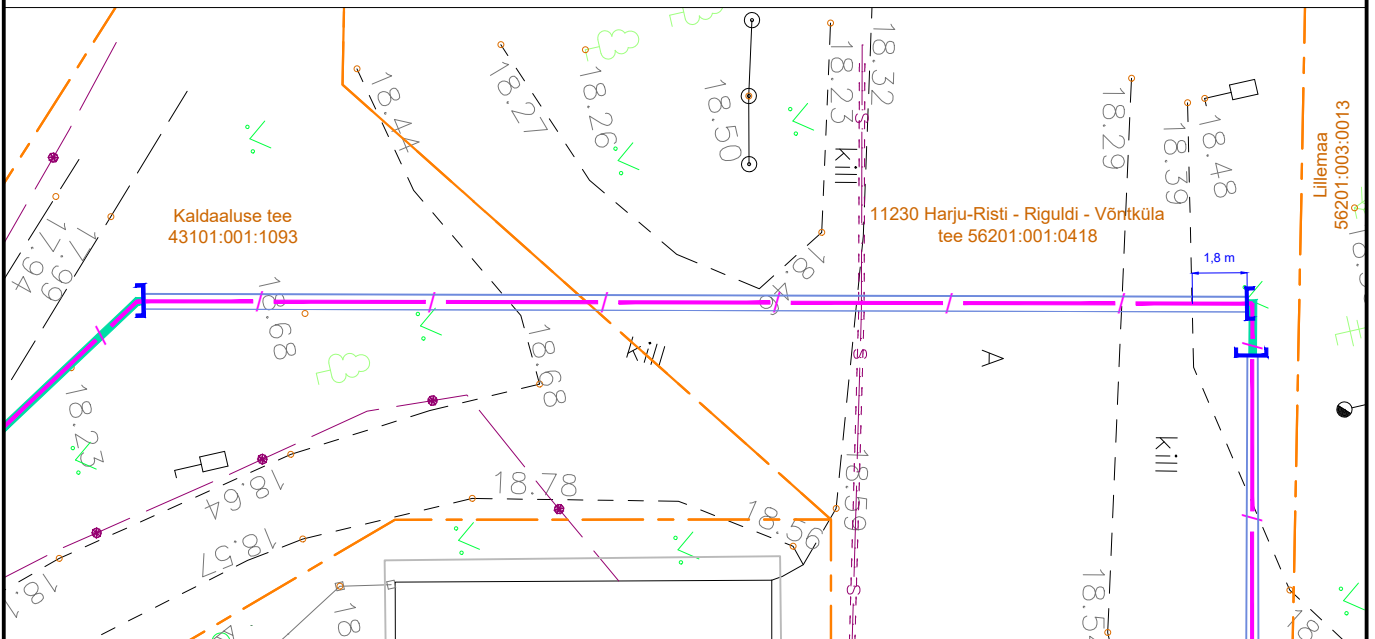 18.44
18.27
18.26
18.50
18.23
18.32
kill
18.29
18.39
18.48
Lillemaa
56201:003:0013
Kaldaaluse tee
43101:001:1093
11230 Harju-Risti - Riguldi - Võntküla
tee 56201:001:0418
17.94
17.99
1,8 m
S
18.68
kill
S
A
18.23
kill
18.64
18.78
18.59
18.56
18.57
S
18.54
18